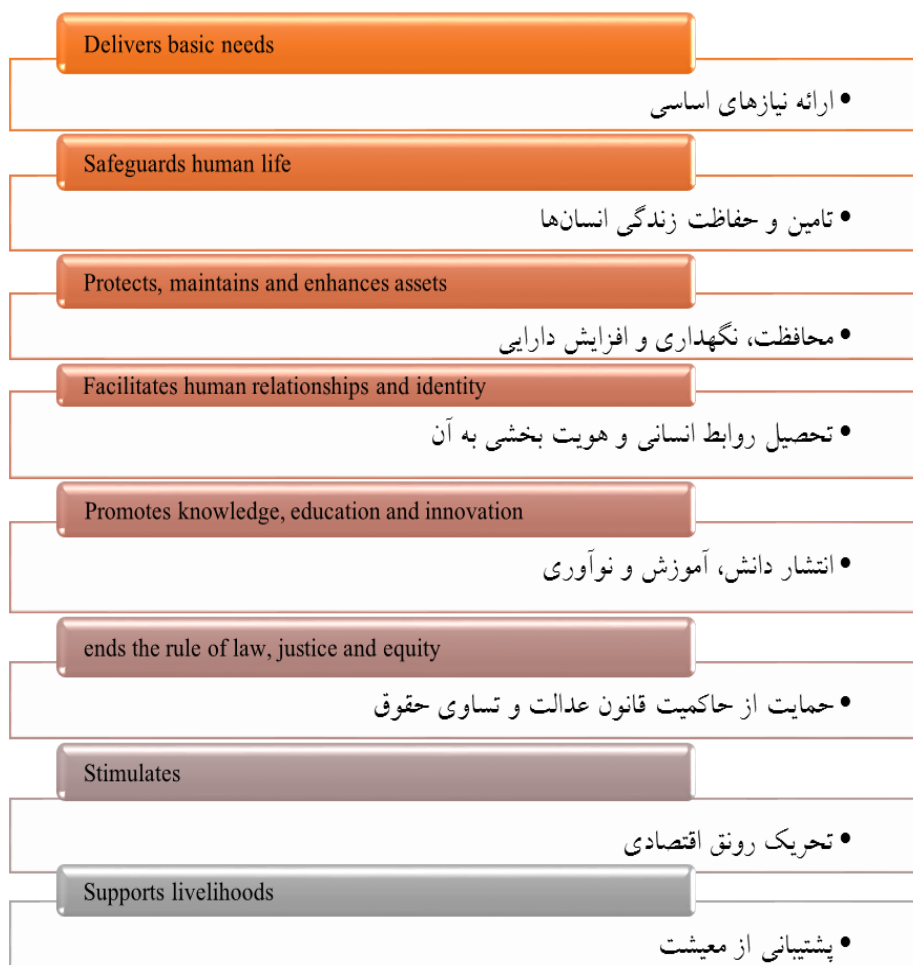 Delivers basic needs
• ارائه نیازهای اساسی
Safeguards human life
• تامین و حفاظت زندگی انسان‌ها
Protects, maintains and enhances assets
• محافظت، نگهداری و افزایش دارایی
Facilitates human relationships and identity
• تحصیل روابط انسانی و هویت بخشی به آن
Promotes knowledge, education and innovation
• انتشار دانش، آموزش و نوآوری
ends the rule of law, justice and equity
• حمایت از حاکمیت قانون عدالت و تساوی حقوق
Stimulates
• تحریک رونق اقتصادی
Supports livelihoods
• پشتیبانی از معیشت